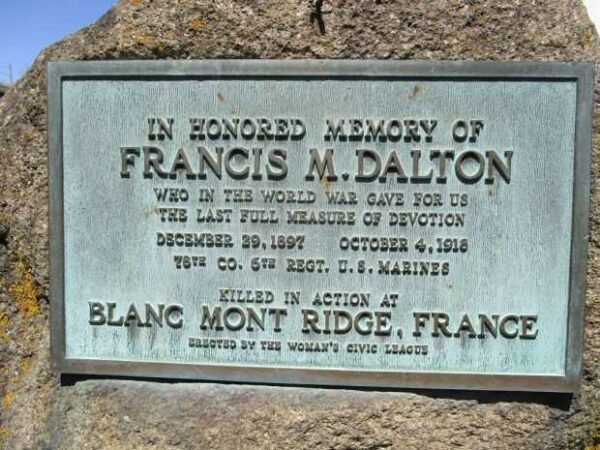 IN HONORED MEMORY OF
FRANCIS M. DALTON
WHO IN THE WORLD WAR GAVE FOR US
THE LAST FULL MEASURE OF DEVOTION
DECEMBER 29, 1897 OCTOBER 4, 1918
78TH CO. 6TH REGT. U. S. MARINES
KILLED IN ACTION AT
BLANC MONT RIDGE, FRANCE
ERECTED BY THE WOMAN'S CIVIC LEAGUE